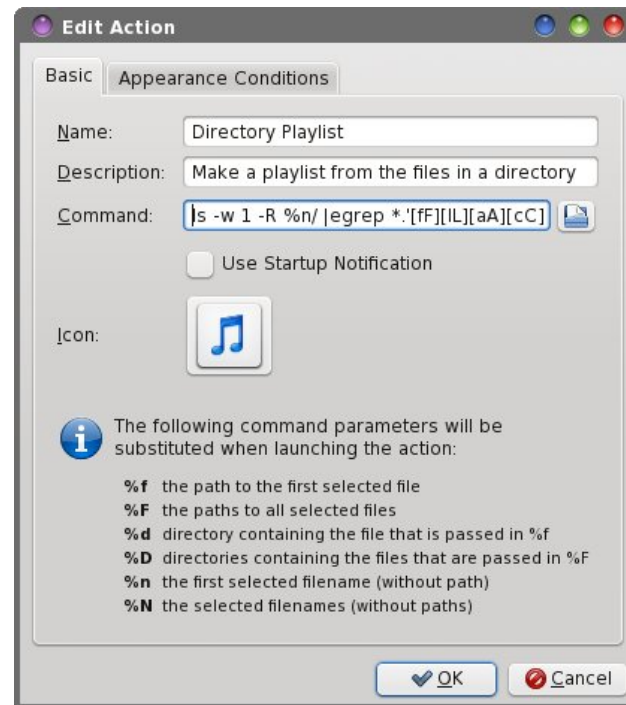 Edit Action
Basic Appearance Conditions
Name: Directory Playlist
Description: Make a playlist from the files in a directory
Command: ls -w 1 -R %n/ |egrep *.'[fF][lL][aA][cC]
Use Startup Notification
Icon:
The following command parameters will be
substituted when launching the action:
%f the path to the first selected file
%F the paths to all selected files
%d directory containing the file that is passed in %f
%D directories containing the files that are passed in %F
%n the first selected filename (without path)
%N the selected filenames (without paths)
OK Cancel